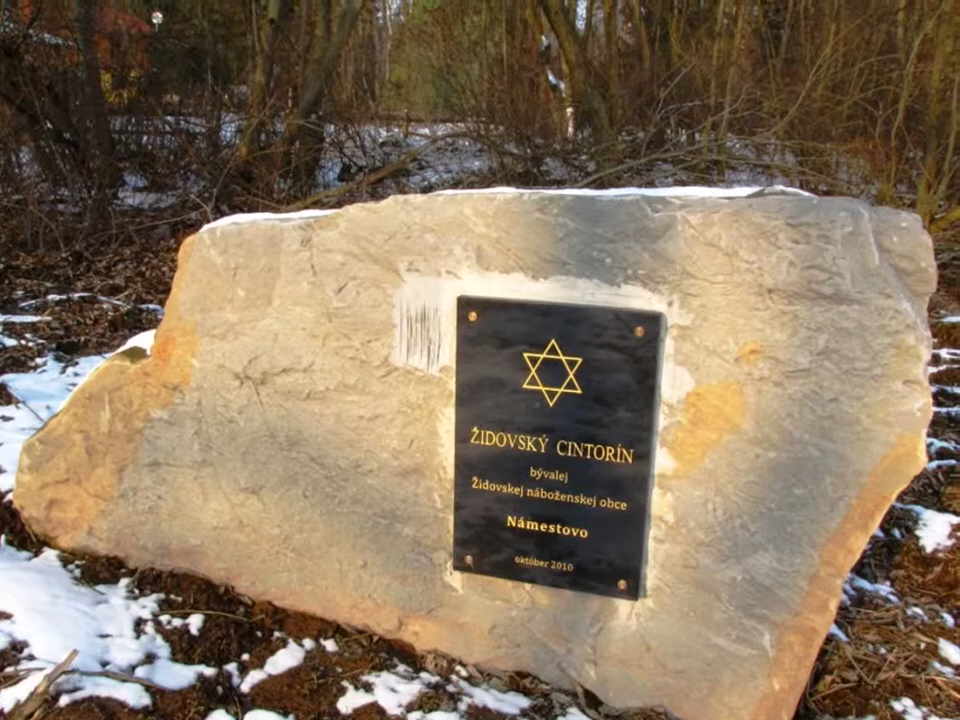 ŽIDOVSKÝ CINTORÍN
bývalej
Židovskej náboženskej obce
Námestovo
október 2010